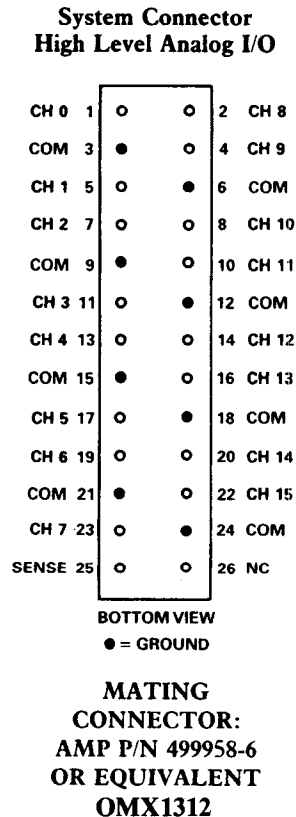 System Connector
High Level Analog I/O
CH 0 1 2 CH 8
COM 3 4 CH 9
CH 1 5 6 COM
CH 2 7 8 CH 10
COM 9 10 CH 11
CH 3 11 12 COM
CH 4 13 14 CH 12
COM 15 16 CH 13
CH 5 17 18 COM
CH 6 19 20 CH 14
COM 21 22 CH 15
CH 7 23 24 COM
SENSE 25 26 NC
BOTTOM VIEW
● = GROUND
MATING
CONNECTOR:
AMP P/N 499958-6
OR EQUIVALENT
OMX1312